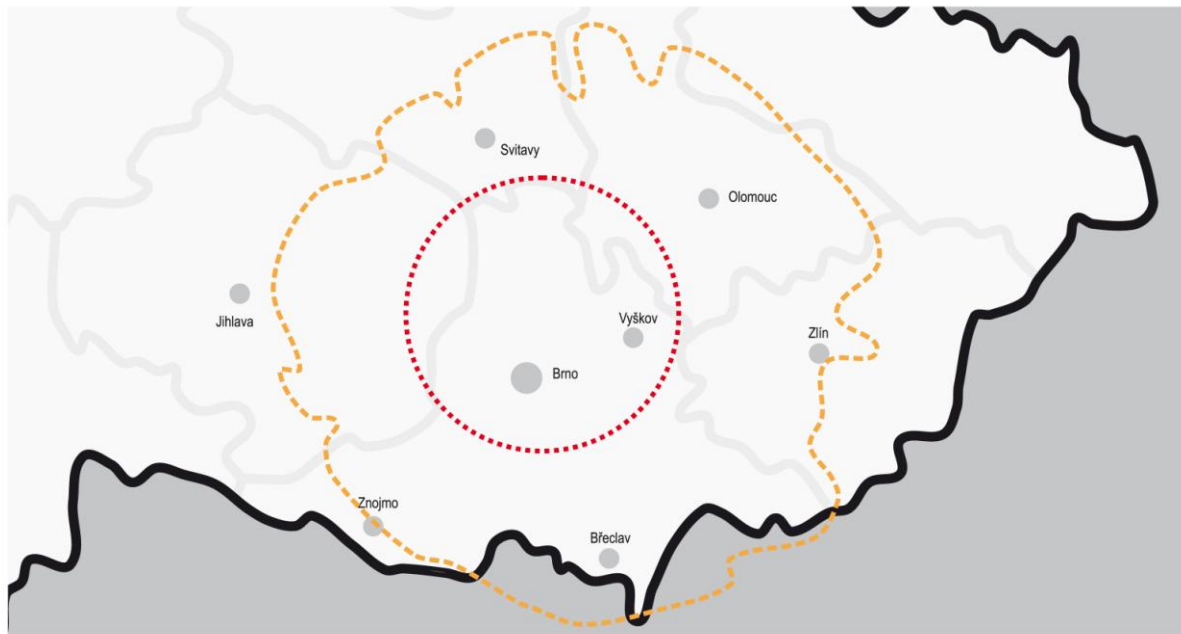 Svitavy
Olomouc
Jihlava
Vyškov
Zlín
Brno
Znojmo
Břeclav